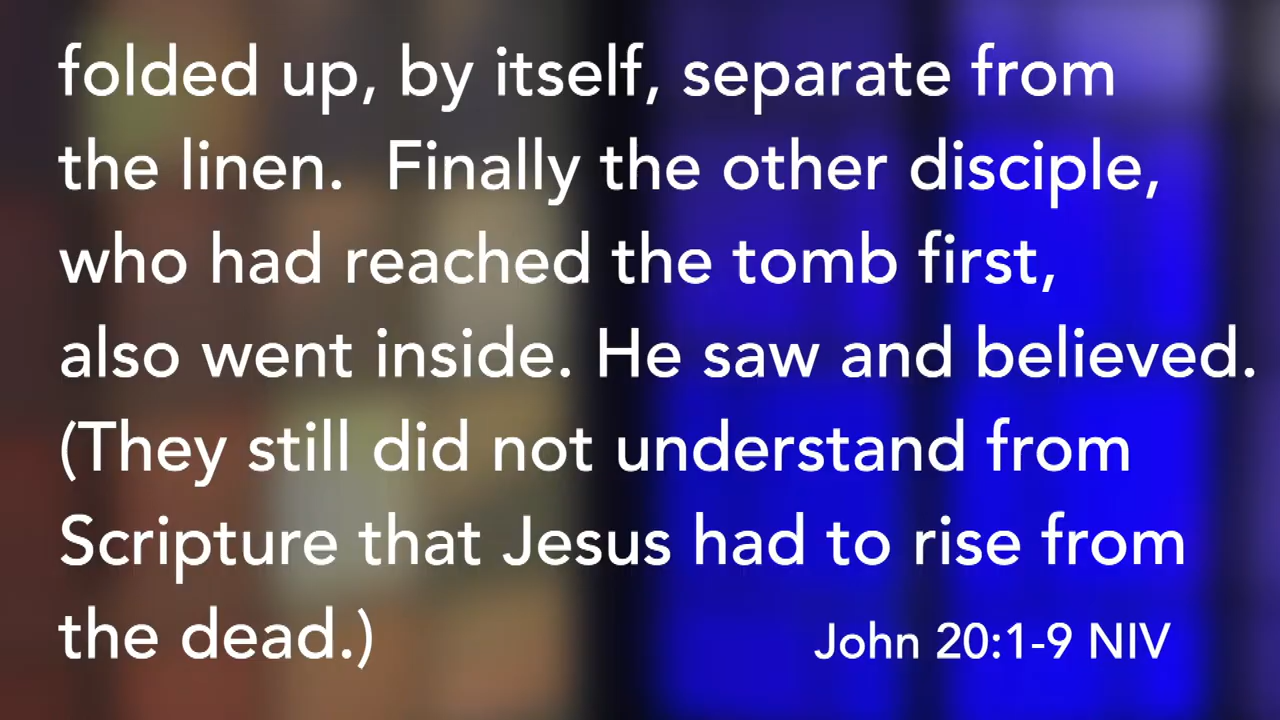 folded up, by itself, separate from
the linen.  Finally the other disciple,
who had reached the tomb first,
also went inside. He saw and believed.
(They still did not understand from
Scripture that Jesus had to rise from
the dead.)
John 20:1-9 NIV